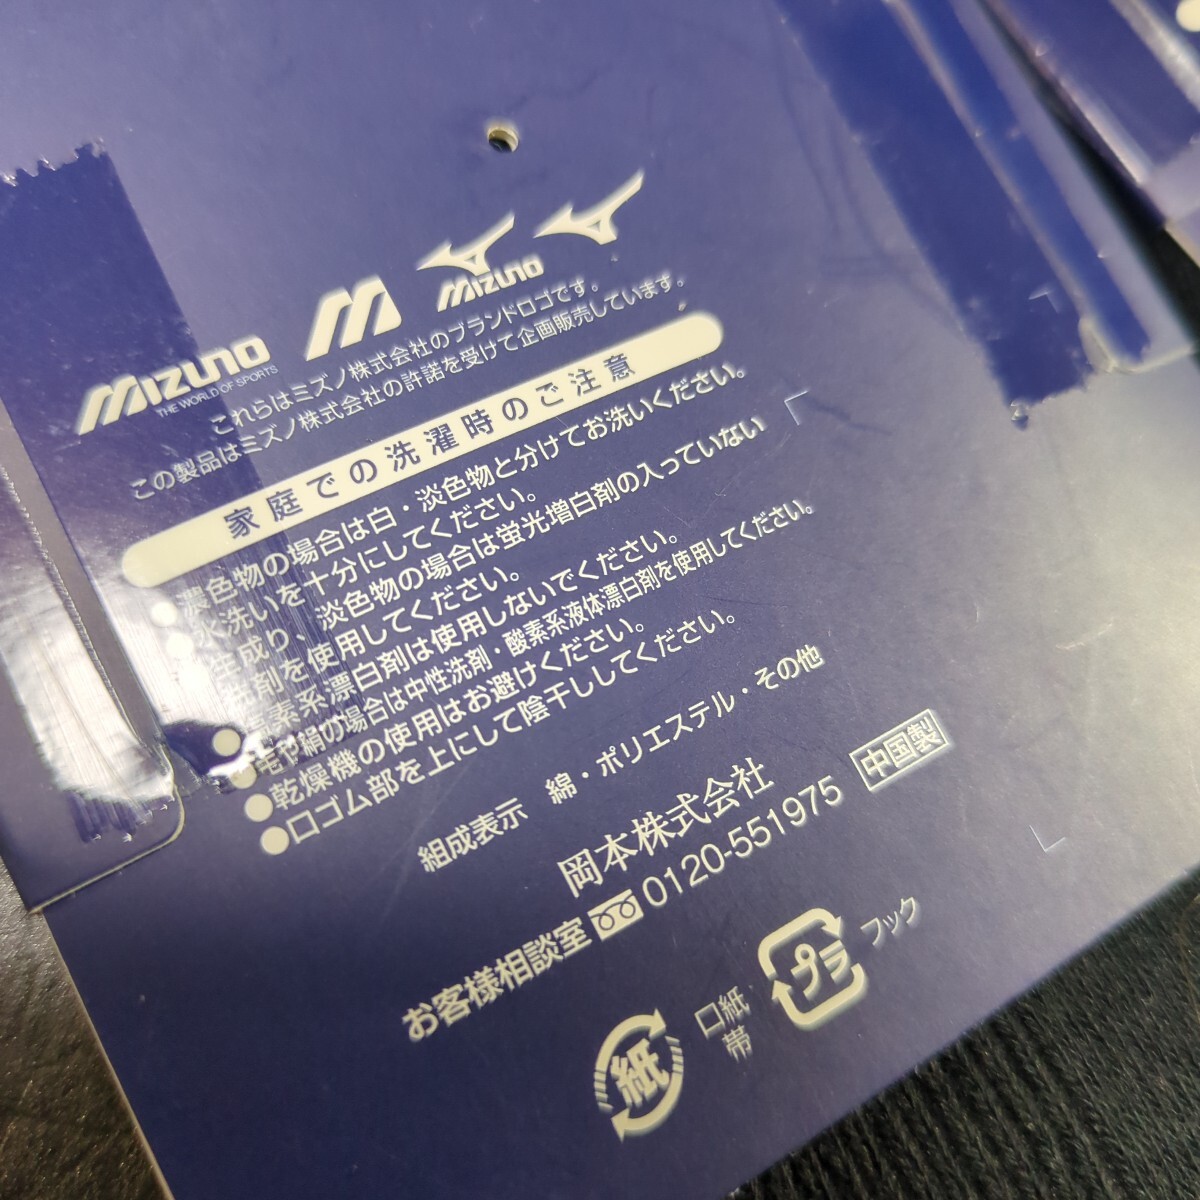 MIZUNO
THE WORLD OF SPORTS
MIZUNO
これらはミズノ株式会社のブランドロゴです。
この製品はミズノ株式会社の許諾を受けて企画販売しています。
家庭での洗濯時のご注意
●濃色物の場合は白・淡色物と分けてお洗いください。
●水洗いを十分にしてください。
生成り、淡色物の場合は蛍光増白剤の入っていない
洗剤を使用してください。
塩素系漂白剤は使用しないでください。
●毛や絹の場合は中性洗剤・酸素系液体漂白剤を使用してください。
●乾燥機の使用はお避けください。
●口ゴム部を上にして陰干ししてください。
組成表示 綿・ポリエステル・その他
岡本株式会社
お客様相談室 0120-551975
中国製
紙
口紙
帯
プラ
フック